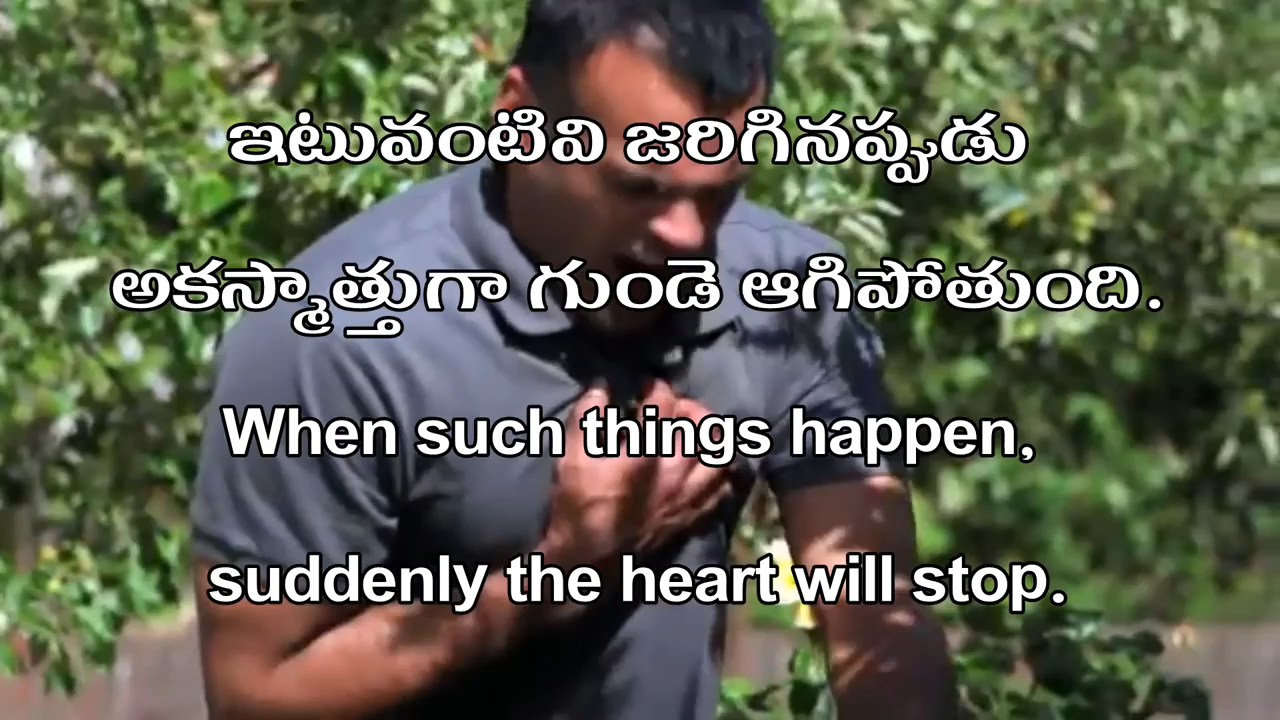 ఇటువంటివి జరిగినప్పుడు
అకస్మాత్తుగా గుండె ఆగిపోతుంది.
When such things happen,
suddenly the heart will stop.